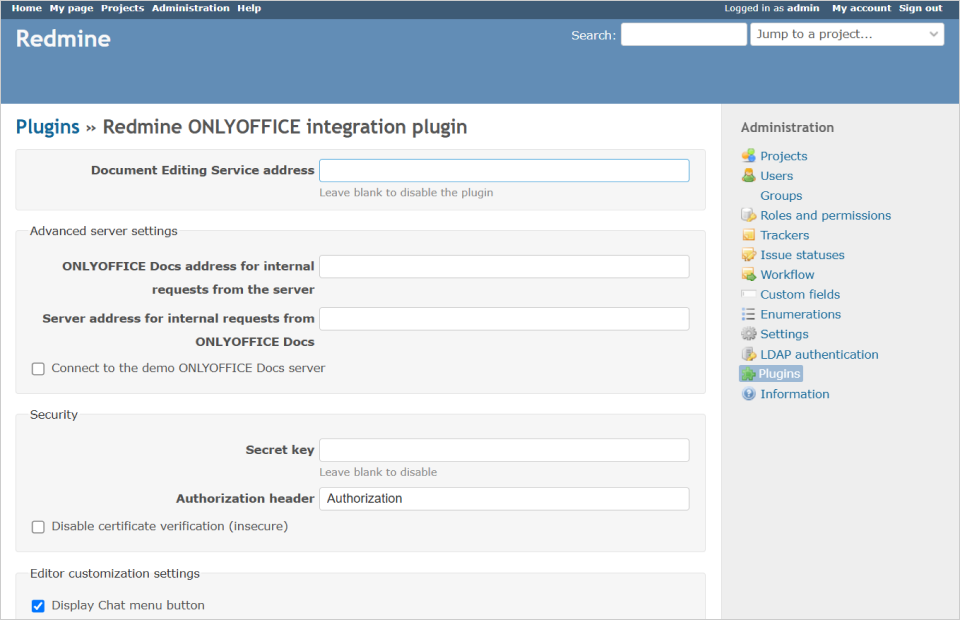 Home My page Projects Administration Help
Logged in as admin My account Sign out
Redmine
Search:
Jump to a project...
Plugins » Redmine ONLYOFFICE integration plugin
Document Editing Service address
Leave blank to disable the plugin
Advanced server settings
ONLYOFFICE Docs address for internal
requests from the server
Server address for internal requests from
ONLYOFFICE Docs
Connect to the demo ONLYOFFICE Docs server
Security
Secret key
Leave blank to disable
Authorization header Authorization
Disable certificate verification (insecure)
Editor customization settings
Display Chat menu button
Administration
Projects
Users
Groups
Roles and permissions
Trackers
Issue statuses
Workflow
Custom fields
Enumerations
Settings
LDAP authentication
Plugins
Information